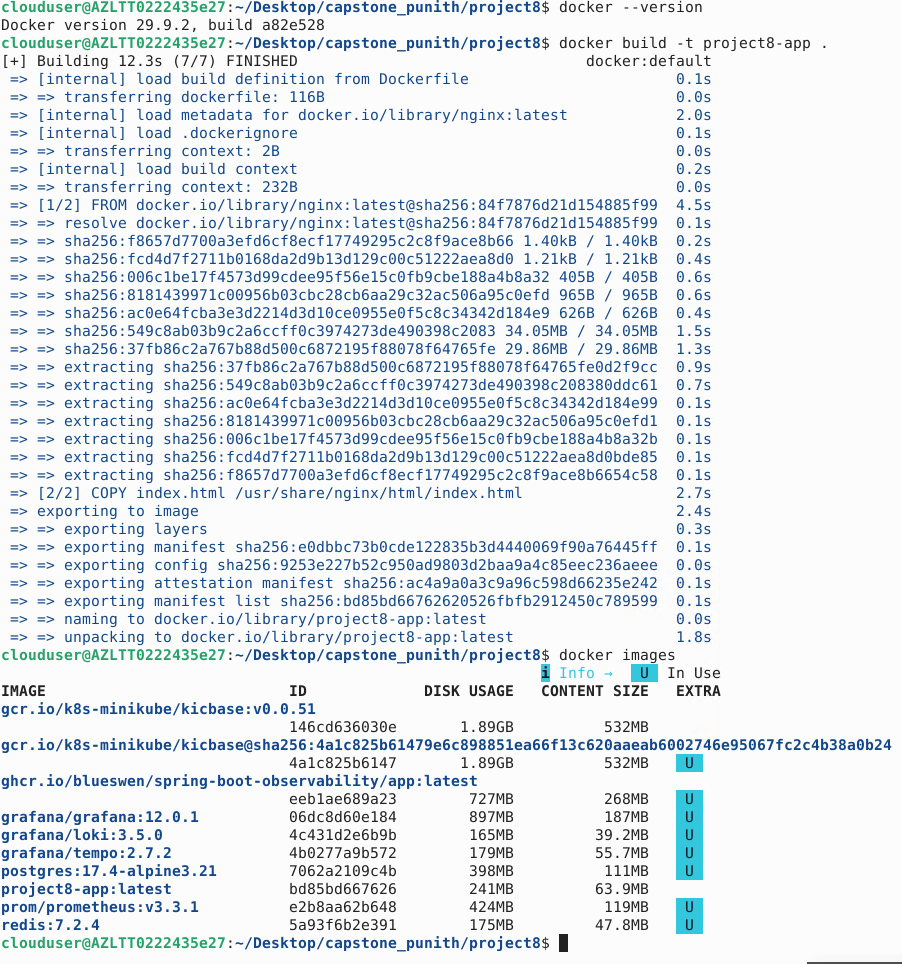 clouduser@AZLTT0222435e27:~/Desktop/capstone_punith/project8$ docker --version
Docker version 29.9.2, build a82e528
clouduser@AZLTT0222435e27:~/Desktop/capstone_punith/project8$ docker build -t project8-app .
[+] Building 12.3s (7/7) FINISHED docker:default
=> [internal] load build definition from Dockerfile 0.1s
=> => transferring dockerfile: 116B 0.0s
=> [internal] load metadata for docker.io/library/nginx:latest 2.0s
=> [internal] load .dockerignore 0.1s
=> => transferring context: 2B 0.0s
=> [internal] load build context 0.2s
=> => transferring context: 232B 0.0s
=> [1/2] FROM docker.io/library/nginx:latest@sha256:84f7876d21d154885f99 4.5s
=> => resolve docker.io/library/nginx:latest@sha256:84f7876d21d154885f99 0.1s
=> => sha256:f8657d7700a3efd6cf8ecf17749295c2c8f9ace8b66 1.40kB / 1.40kB 0.2s
=> => sha256:fcd4d7f2711b0168da2d9b13d129c00c51222aea8d0 1.21kB / 1.21kB 0.4s
=> => sha256:006c1be17f4573d99cdee95f56e15c0fb9cbe188a4b8a32 405B / 405B 0.6s
=> => sha256:8181439971c00956b03cbc28cb6aa29c32ac506a95c0efd 965B / 965B 0.6s
=> => sha256:ac0e64fcba3e3d2214d3d10ce0955e0f5c8c34342d184e9 626B / 626B 0.4s
=> => sha256:549c8ab03b9c2a6ccff0c3974273de490398c2083 34.05MB / 34.05MB 1.5s
=> => sha256:37fb86c2a767b88d500c6872195f88078f64765fe 29.86MB / 29.86MB 1.3s
=> => extracting sha256:37fb86c2a767b88d500c6872195f88078f64765fe0d2f9cc 0.9s
=> => extracting sha256:549c8ab03b9c2a6ccff0c3974273de490398c208380ddc61 0.7s
=> => extracting sha256:ac0e64fcba3e3d2214d3d10ce0955e0f5c8c34342d184e99 0.1s
=> => extracting sha256:8181439971c00956b03cbc28cb6aa29c32ac506a95c0efd1 0.1s
=> => extracting sha256:006c1be17f4573d99cdee95f56e15c0fb9cbe188a4b8a32b 0.1s
=> => extracting sha256:fcd4d7f2711b0168da2d9b13d129c00c51222aea8d0bde85 0.1s
=> => extracting sha256:f8657d7700a3efd6cf8ecf17749295c2c8f9ace8b6654c58 0.1s
=> [2/2] COPY index.html /usr/share/nginx/html/index.html 2.7s
=> exporting to image 2.4s
=> => exporting layers 0.3s
=> => exporting manifest sha256:e0dbbc73b0cde122835b3d4440069f90a76445ff 0.1s
=> => exporting config sha256:9253e227b52c950ad9803d2baa9a4c85eec236aeee 0.0s
=> => exporting attestation manifest sha256:ac4a9a0a3c9a96c598d66235e242 0.1s
=> => exporting manifest list sha256:bd85bd66762620526fbfb2912450c789599 0.1s
=> => naming to docker.io/library/project8-app:latest 0.0s
=> => unpacking to docker.io/library/project8-app:latest 1.8s
clouduser@AZLTT0222435e27:~/Desktop/capstone_punith/project8$ docker images
i Info → U In Use
IMAGE ID DISK USAGE CONTENT SIZE EXTRA
gcr.io/k8s-minikube/kicbase:v0.0.51
146cd636030e 1.89GB 532MB
gcr.io/k8s-minikube/kicbase@sha256:4a1c825b61479e6c898851ea66f13c620aaeab6002746e95067fc2c4b38a0b24
4a1c825b6147 1.89GB 532MB U
ghcr.io/blueswen/spring-boot-observability/app:latest
eeb1ae689a23 727MB 268MB U
grafana/grafana:12.0.1 06dc8d60e184 897MB 187MB U
grafana/loki:3.5.0 4c431d2e6b9b 165MB 39.2MB U
grafana/tempo:2.7.2 4b0277a9b572 179MB 55.7MB U
postgres:17.4-alpine3.21 7062a2109c4b 398MB 111MB U
project8-app:latest bd85bd667626 241MB 63.9MB
prom/prometheus:v3.3.1 e2b8aa62b648 424MB 119MB U
redis:7.2.4 5a93f6b2e391 175MB 47.8MB U
clouduser@AZLTT0222435e27:~/Desktop/capstone_punith/project8$